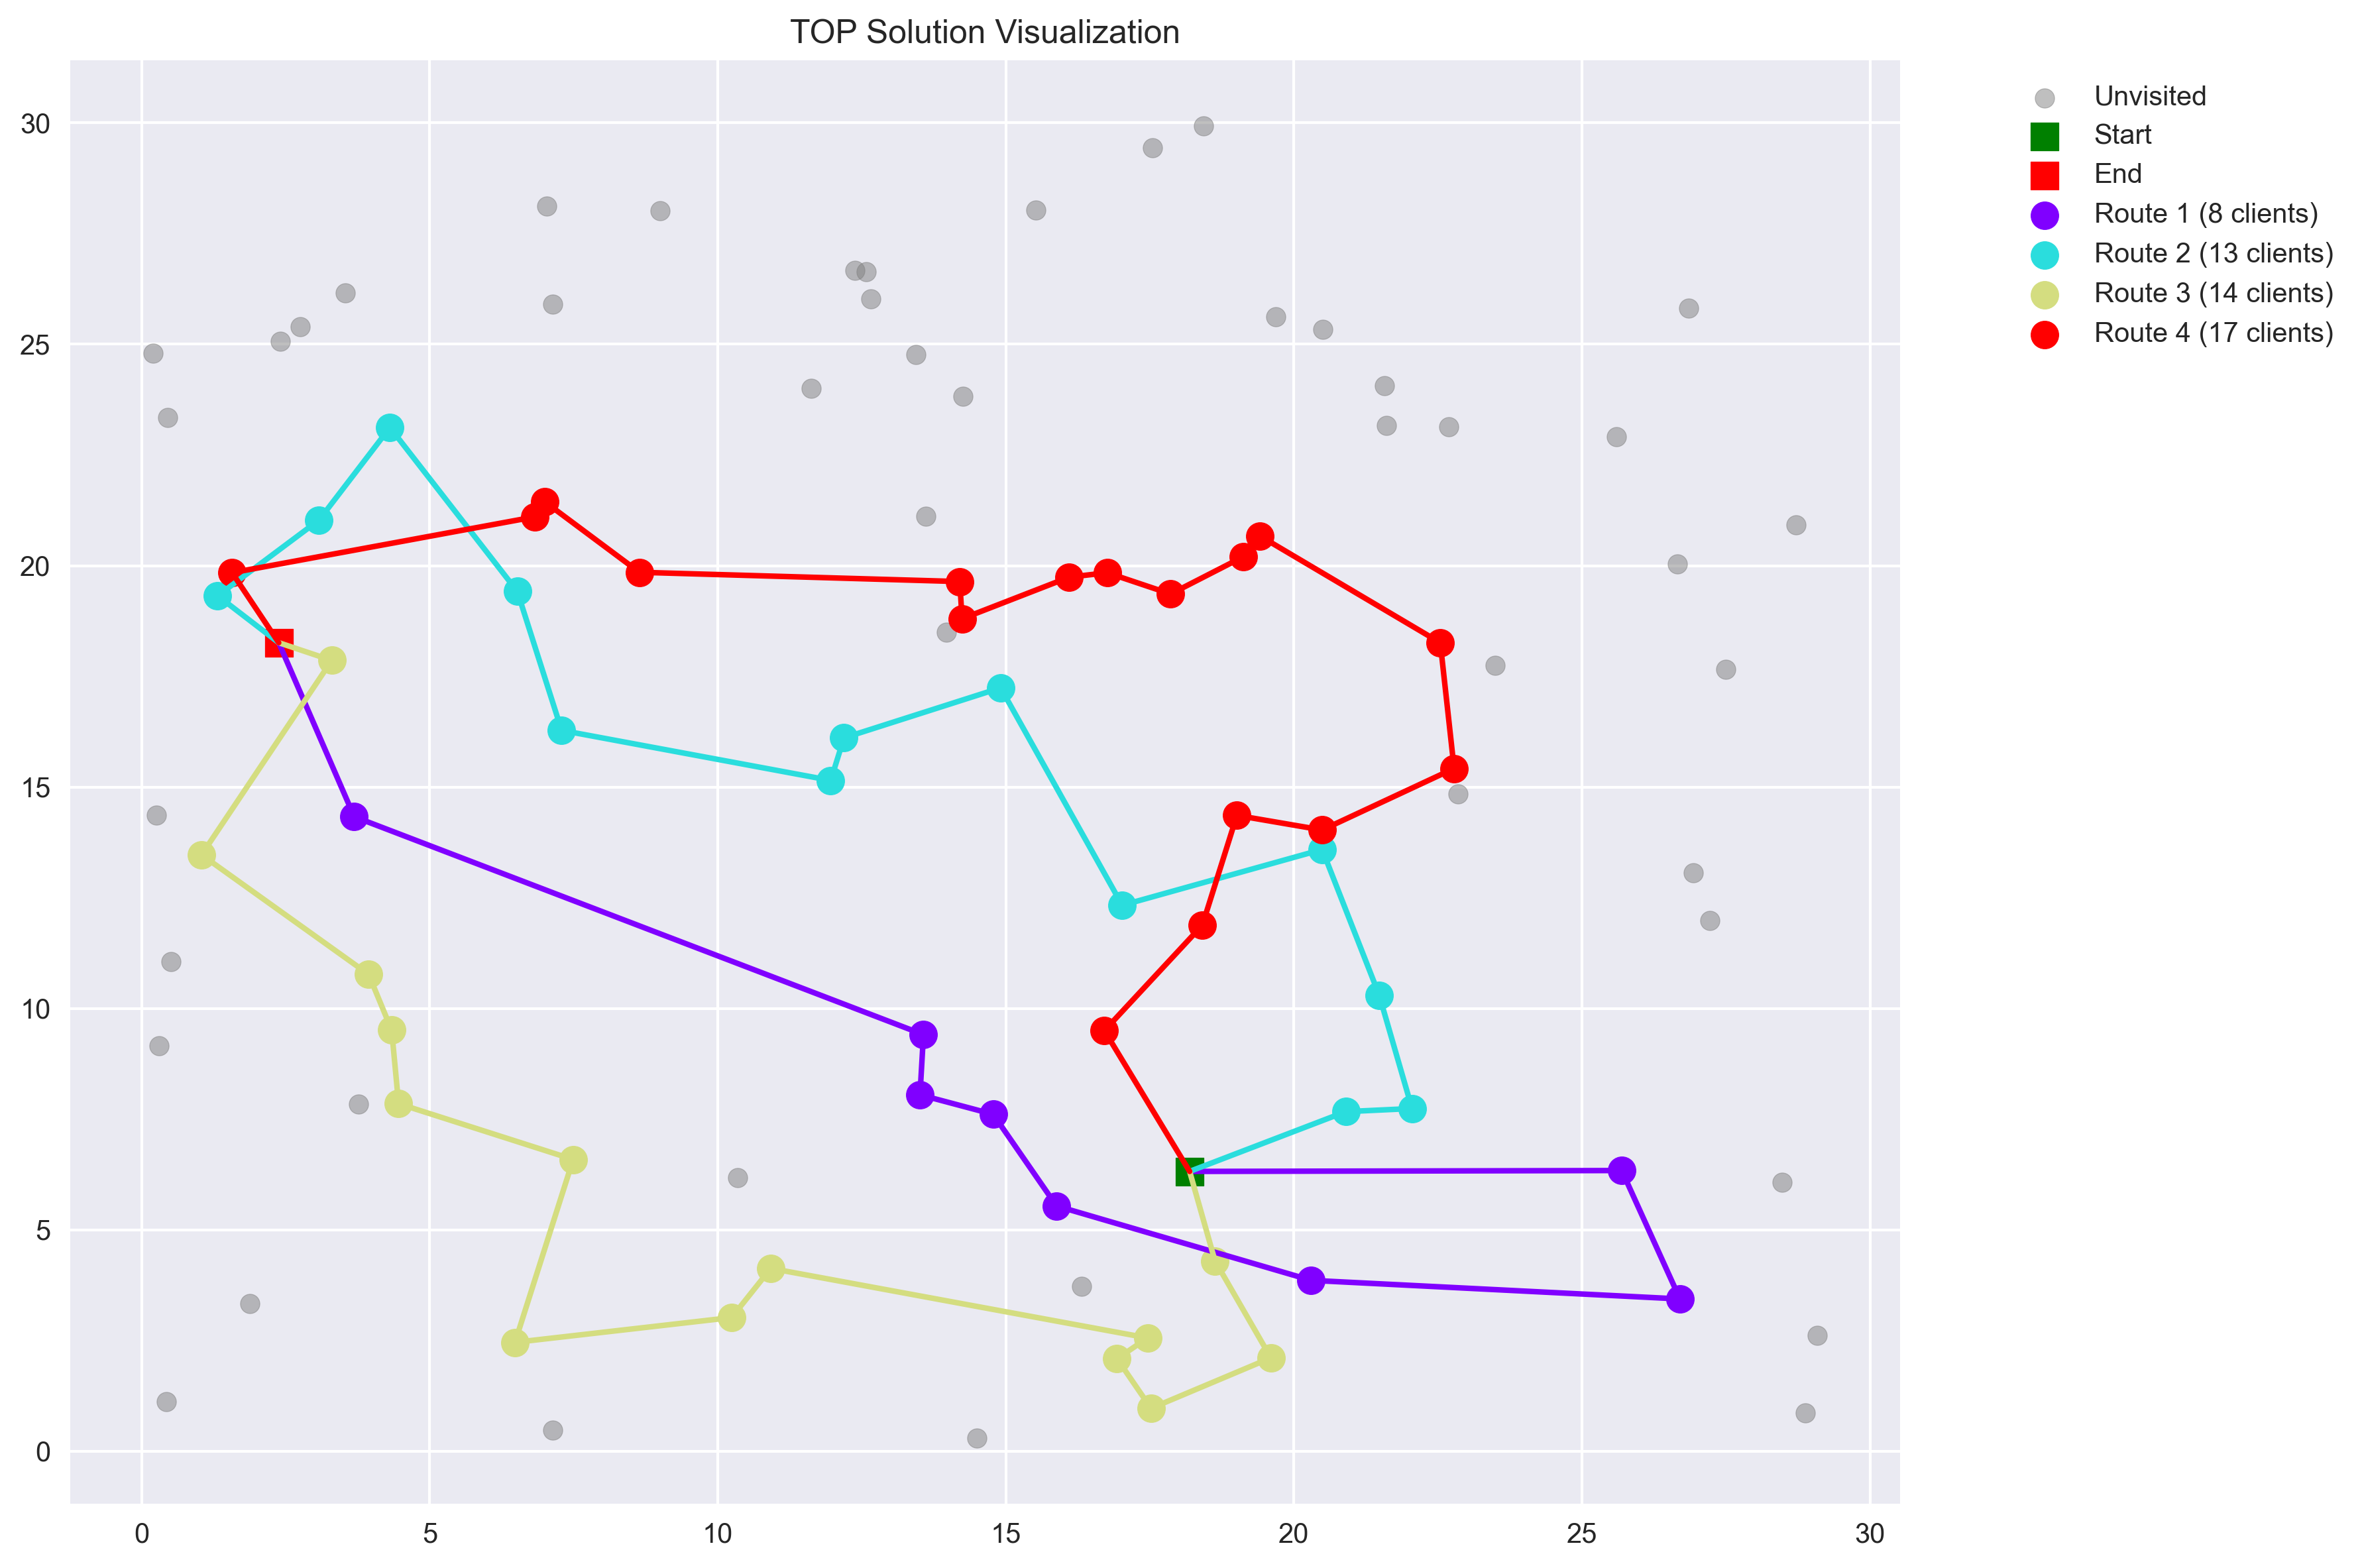 TOP Solution Visualization
Unvisited
Start
End
Route 1 (8 clients)
Route 2 (13 clients)
Route 3 (14 clients)
Route 4 (17 clients)
30
25
20
15
10
5
0
0 5 10 15 20 25 30